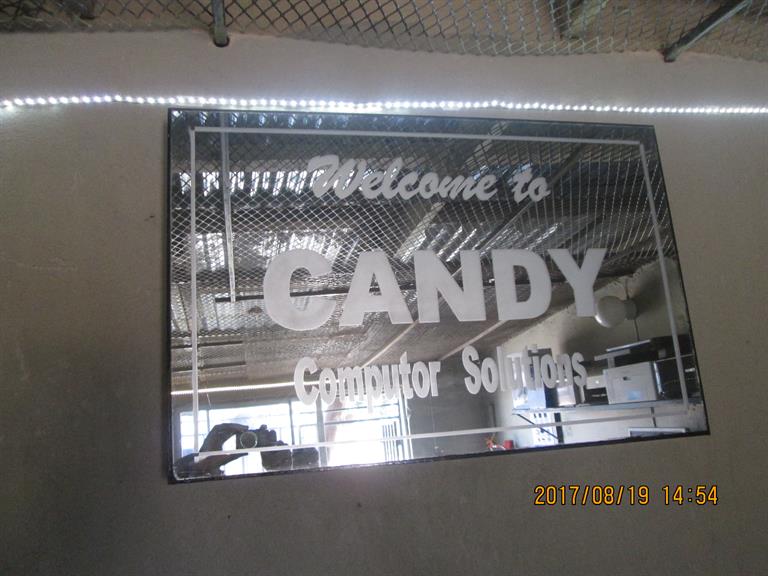 Welcome to
CANDY
Computor Solutions
2017/08/19 14:54